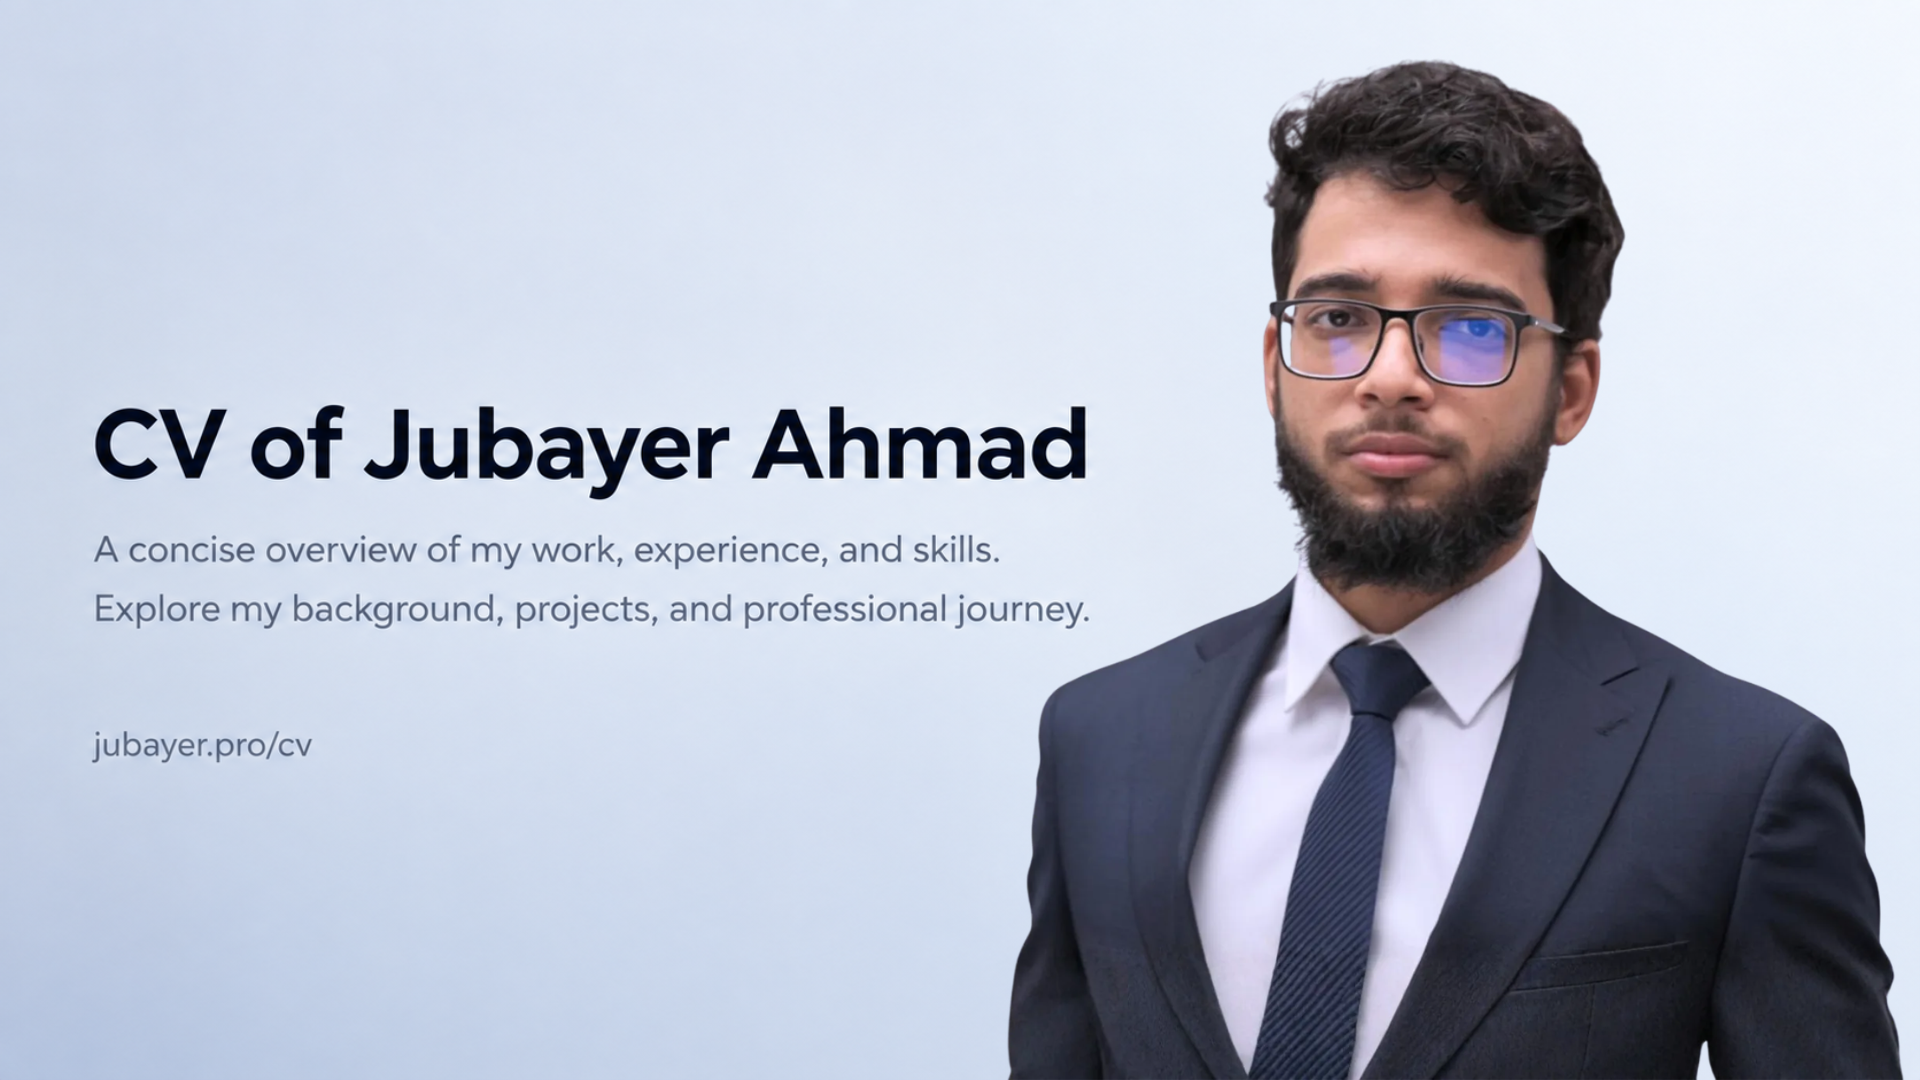 CV of Jubayer Ahmad
A concise overview of my work, experience, and skills.
Explore my background, projects, and professional journey.
jubayer.pro/cv